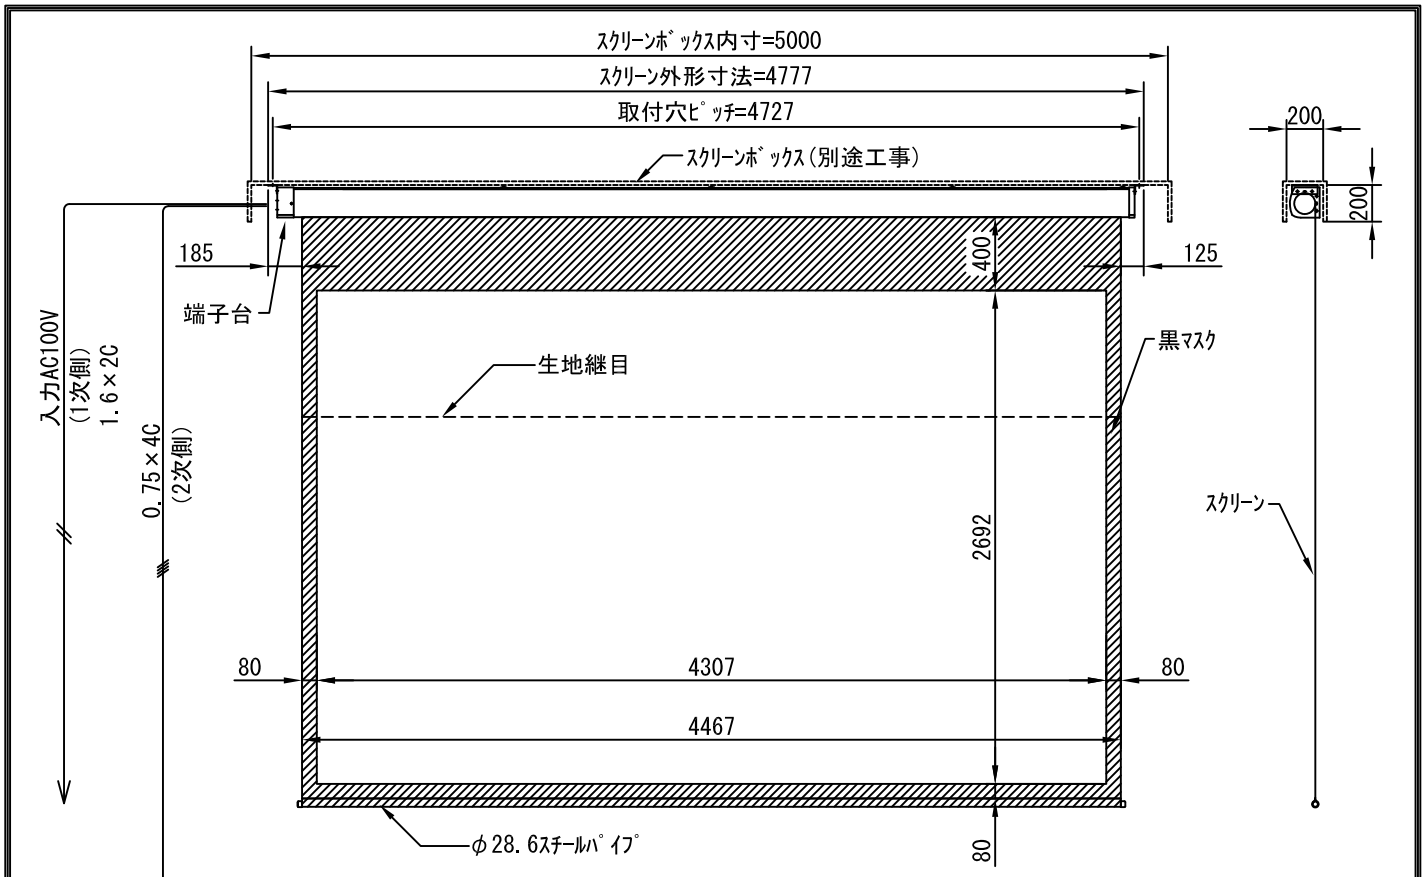 スクリーンボックス内寸=5000
スクリーン外形寸法=4777
取付穴ピッチ=4727
スクリーンボックス(別途工事)
200
200
185
400
125
端子台
黒マスク
生地継目
入力AC100V
(1次側)
1.6×2C
0.75×4C
(2次側)
スクリーン
2692
80
4307
80
4467
φ28.6スチールパイプ
80